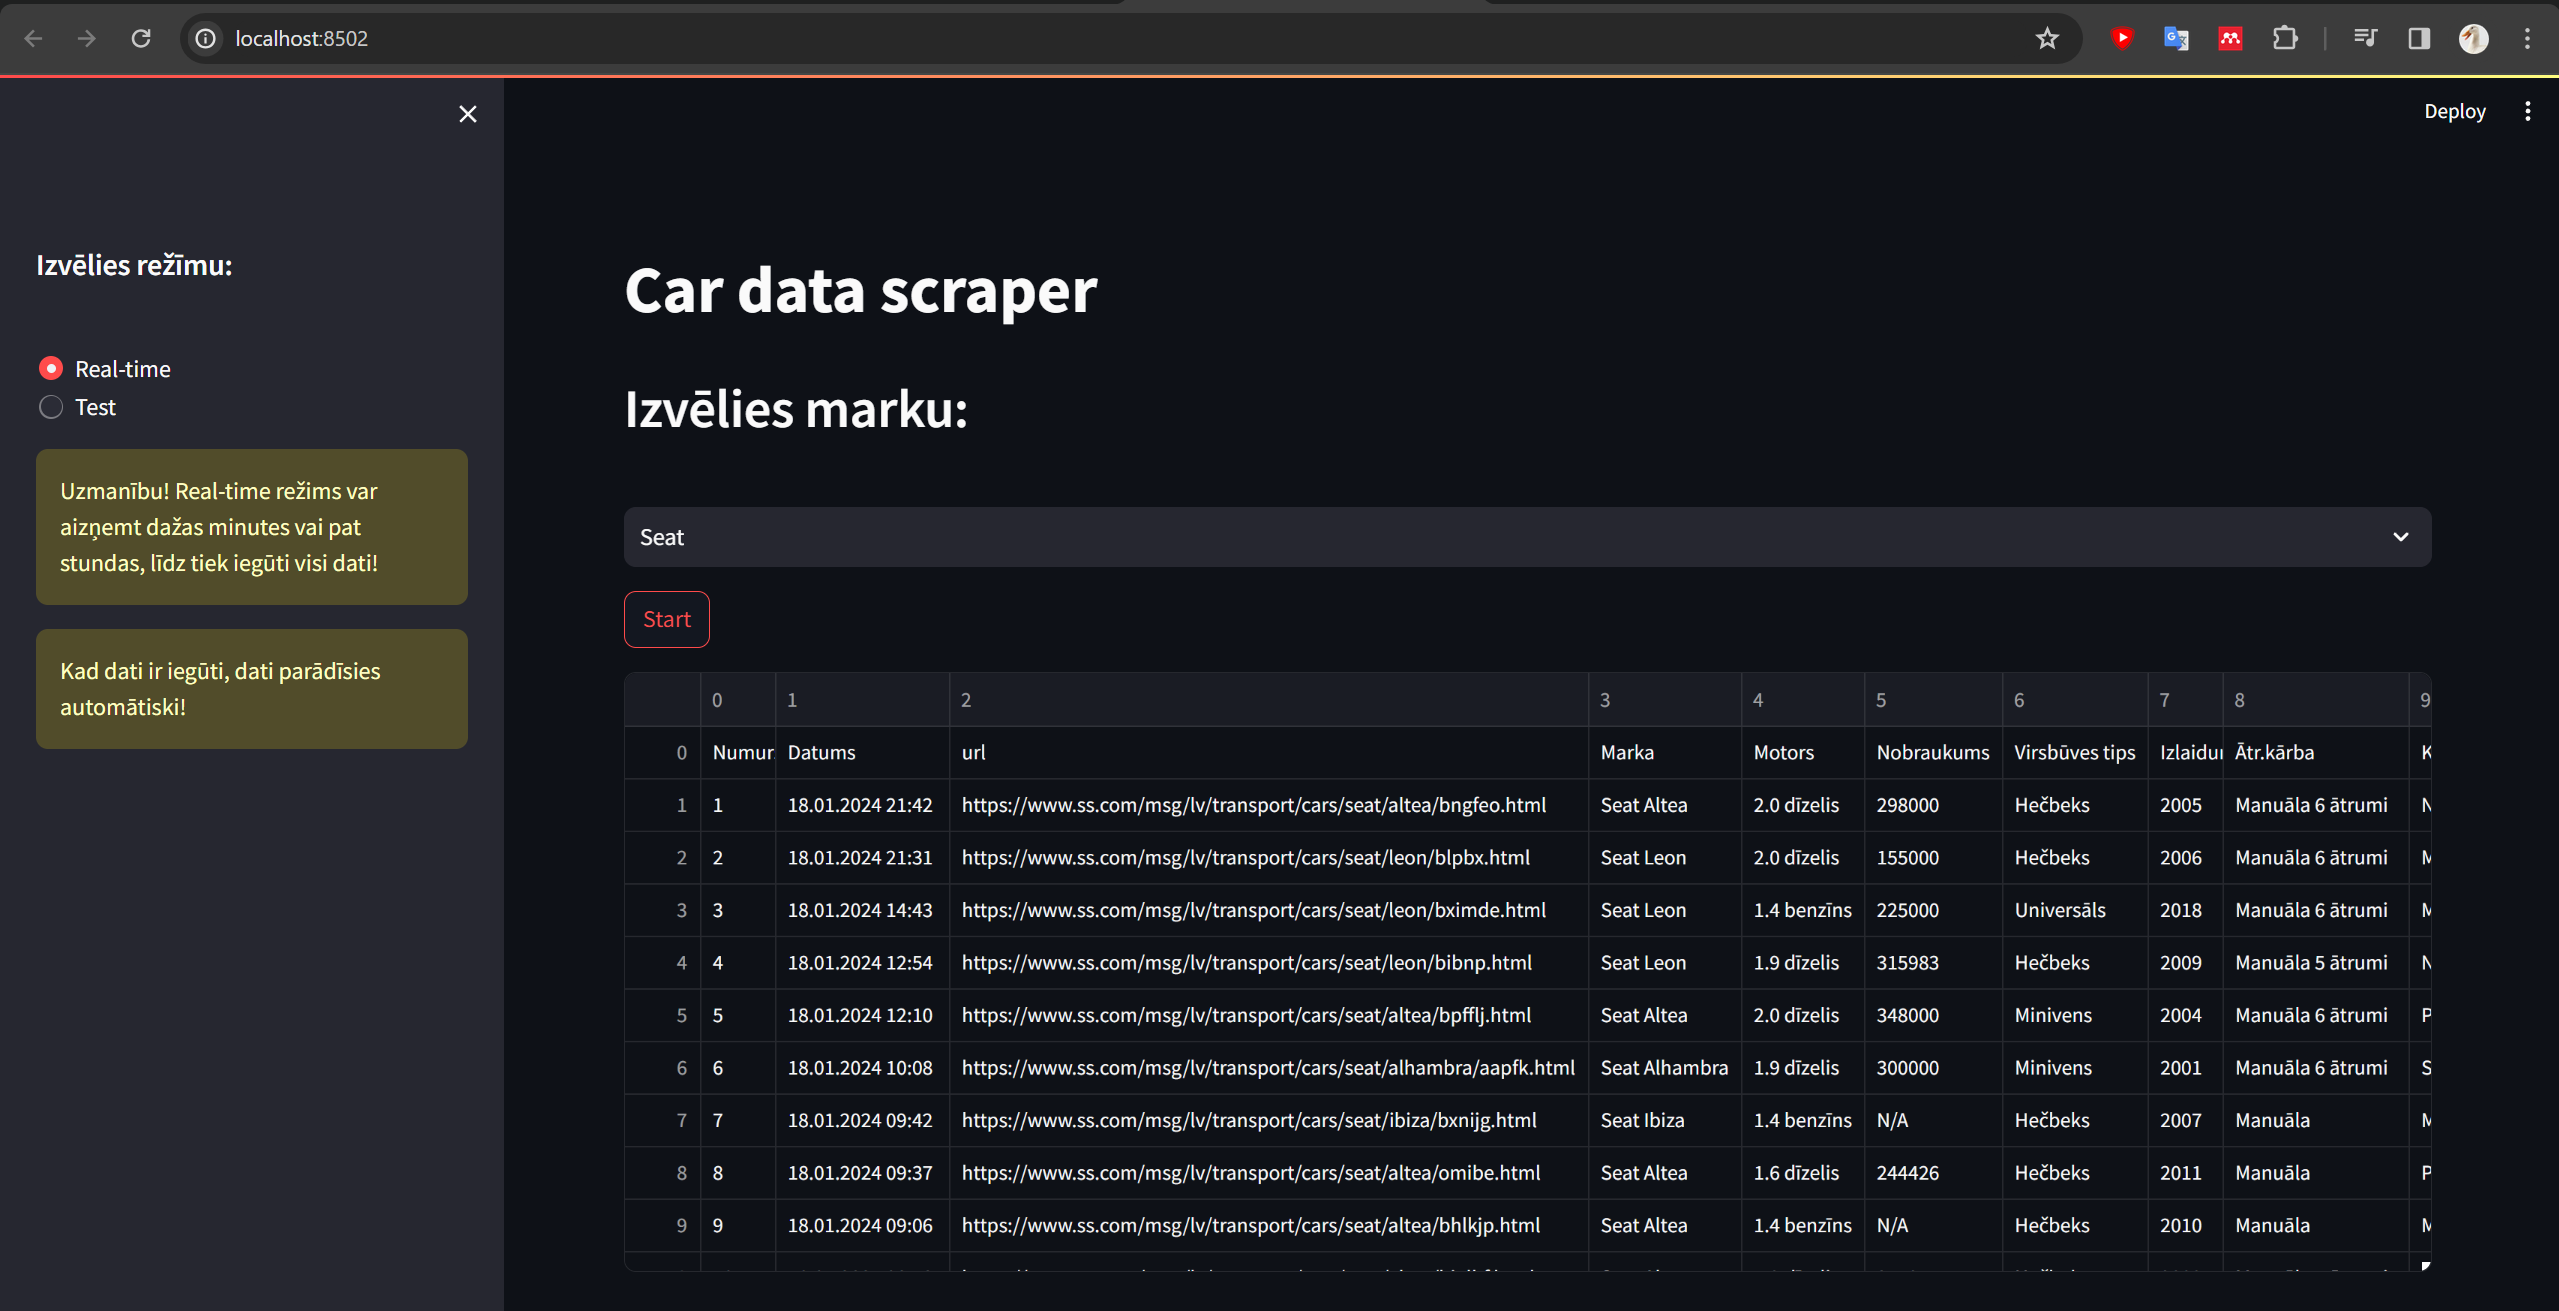 localhost:8502
Deploy
Izvēlies režīmu:
Real-time
Test
Uzmanību! Real-time režims var
aizņemt dažas minutes vai pat
stundas, līdz tiek iegūti visi dati!
Kad dati ir iegūti, dati parādīsies
automātiski!
Car data scraper
Izvēlies marku:
Seat
Start
0 1 2 3 4 5 6 7 8 9
0 Numur Datums url Marka Motors Nobraukums Virsbūves tips Izlaidu Ātr.kārba K
1 1 18.01.2024 21:42 https://www.ss.com/msg/lv/transport/cars/seat/altea/bngfeo.html Seat Altea 2.0 dīzelis 298000 Hečbeks 2005 Manuāla 6 ātrumi N
2 2 18.01.2024 21:31 https://www.ss.com/msg/lv/transport/cars/seat/leon/blpbx.html Seat Leon 2.0 dīzelis 155000 Hečbeks 2006 Manuāla 6 ātrumi M
3 3 18.01.2024 14:43 https://www.ss.com/msg/lv/transport/cars/seat/leon/bximde.html Seat Leon 1.4 benzīns 225000 Universāls 2018 Manuāla 6 ātrumi M
4 4 18.01.2024 12:54 https://www.ss.com/msg/lv/transport/cars/seat/leon/bibnp.html Seat Leon 1.9 dīzelis 315983 Hečbeks 2009 Manuāla 5 ātrumi N
5 5 18.01.2024 12:10 https://www.ss.com/msg/lv/transport/cars/seat/altea/bpfflj.html Seat Altea 2.0 dīzelis 348000 Minivens 2004 Manuāla 6 ātrumi P
6 6 18.01.2024 10:08 https://www.ss.com/msg/lv/transport/cars/seat/alhambra/aapfk.html Seat Alhambra 1.9 dīzelis 300000 Minivens 2001 Manuāla 6 ātrumi S
7 7 18.01.2024 09:42 https://www.ss.com/msg/lv/transport/cars/seat/ibiza/bxnijg.html Seat Ibiza 1.4 benzīns N/A Hečbeks 2007 Manuāla M
8 8 18.01.2024 09:37 https://www.ss.com/msg/lv/transport/cars/seat/altea/omibe.html Seat Altea 1.6 dīzelis 244426 Hečbeks 2011 Manuāla P
9 9 18.01.2024 09:06 https://www.ss.com/msg/lv/transport/cars/seat/altea/bhlkjp.html Seat Altea 1.4 benzīns N/A Hečbeks 2010 Manuāla M